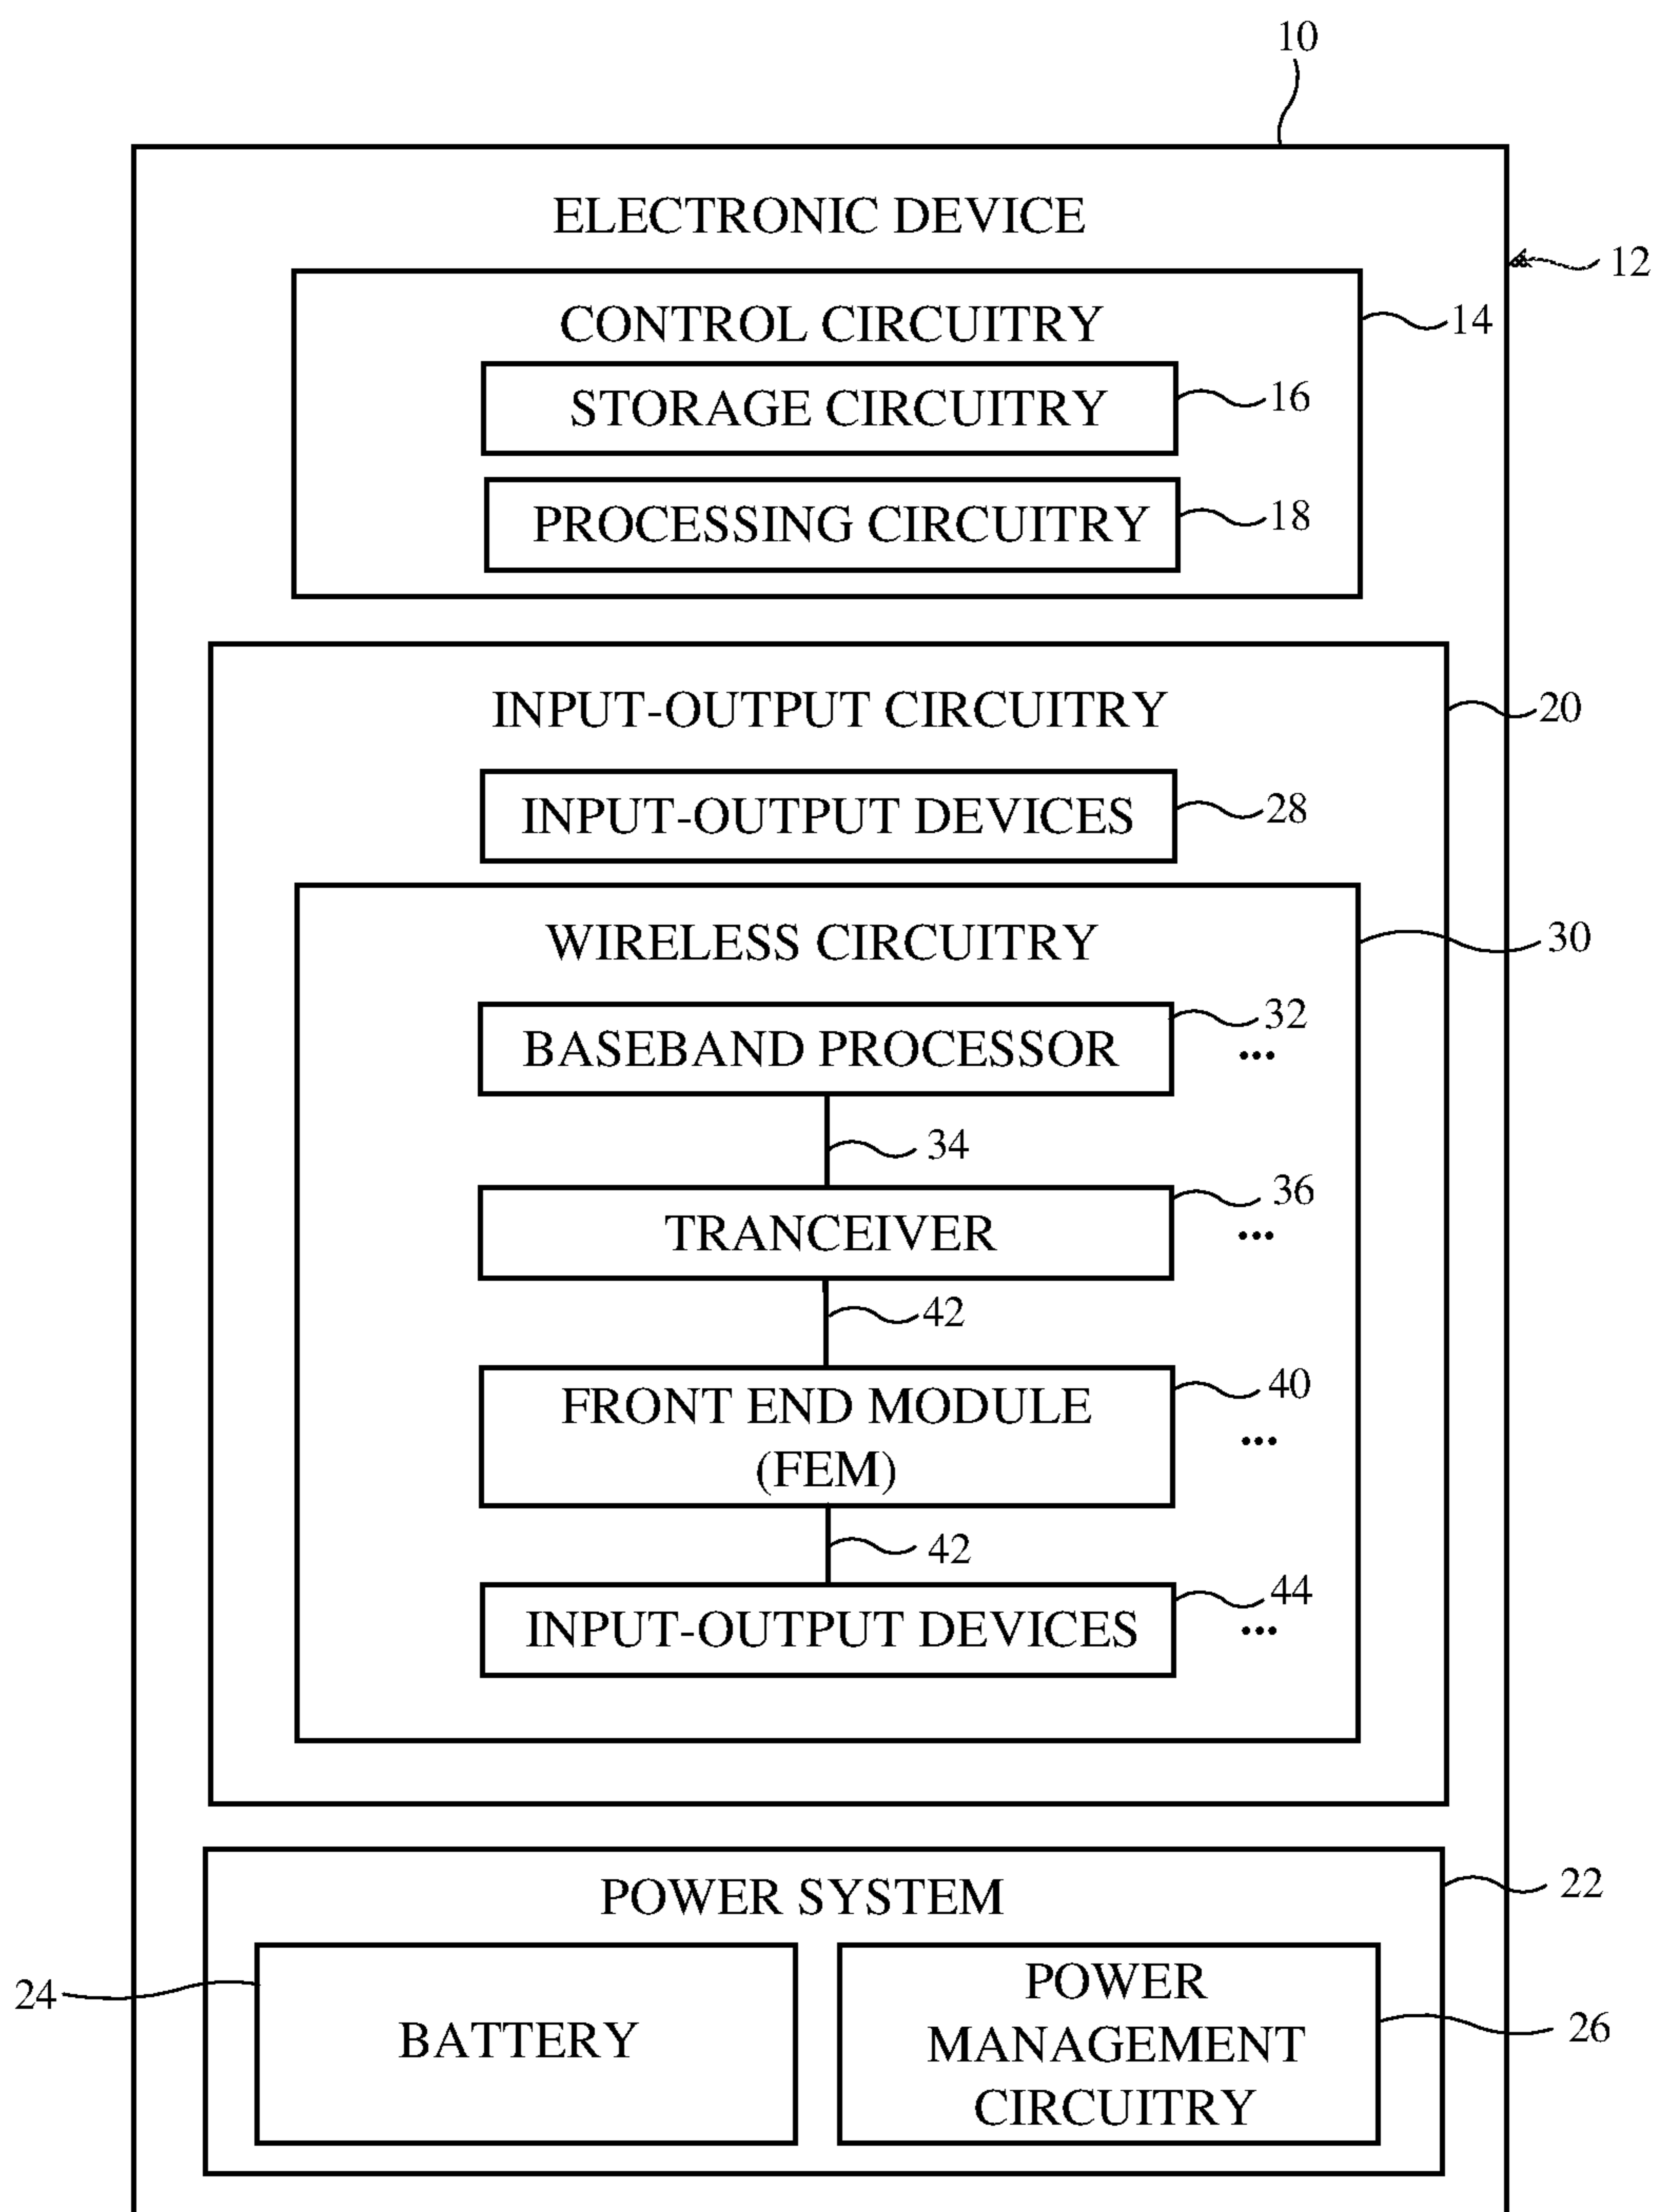 10
ELECTRONIC DEVICE
12
CONTROL CIRCUITRY
14
STORAGE CIRCUITRY
16
PROCESSING CIRCUITRY
18
INPUT-OUTPUT CIRCUITRY
20
INPUT-OUTPUT DEVICES
28
WIRELESS CIRCUITRY
30
BASEBAND PROCESSOR
32
...
34
TRANCEIVER
36
...
42
FRONT END MODULE
(FEM)
40
...
42
INPUT-OUTPUT DEVICES
44
...
POWER SYSTEM
22
24
BATTERY
POWER
MANAGEMENT
CIRCUITRY
26